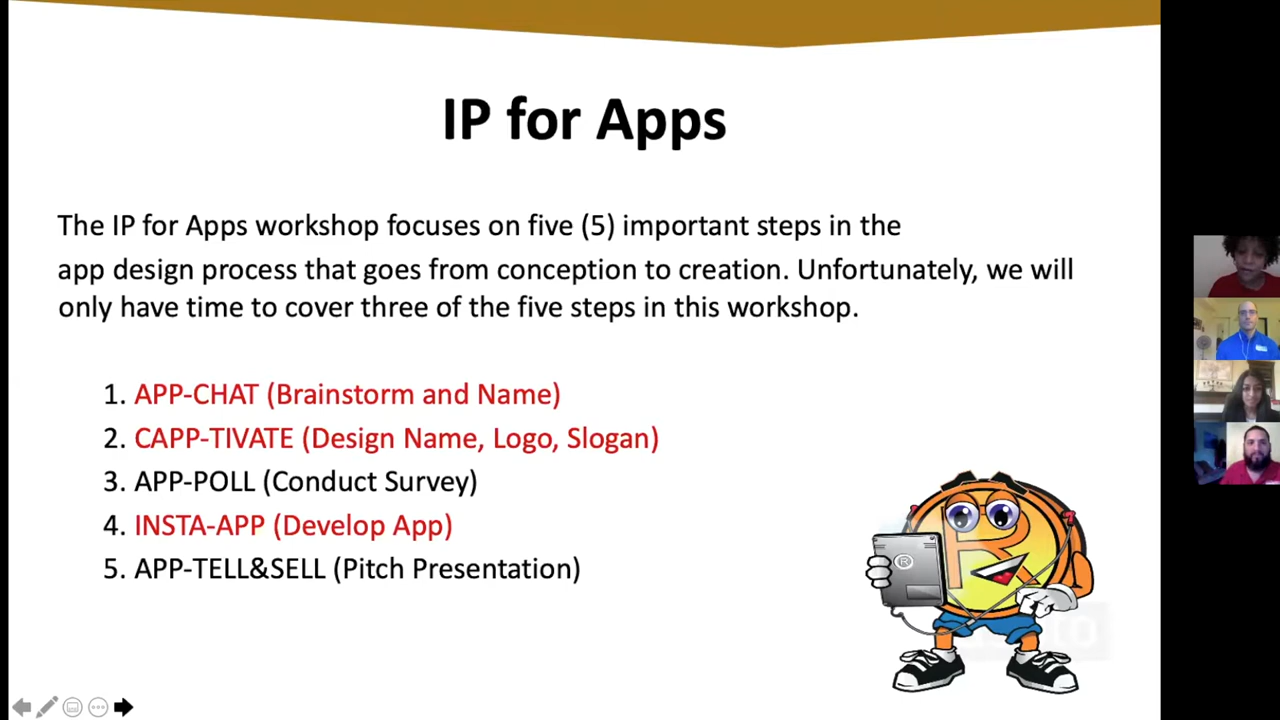 IP for Apps
The IP for Apps workshop focuses on five (5) important steps in the
app design process that goes from conception to creation. Unfortunately, we will
only have time to cover three of the five steps in this workshop.
1. APP-CHAT (Brainstorm and Name)
2. CAPP-TIVATE (Design Name, Logo, Slogan)
3. APP-POLL (Conduct Survey)
4. INSTA-APP (Develop App)
5. APP-TELL&SELL (Pitch Presentation)
R
®